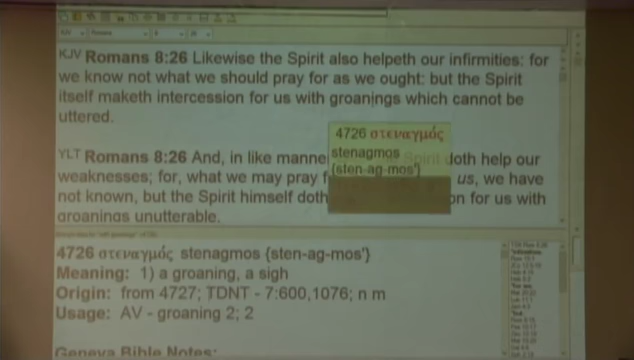 KJV Romans 8:26 Likewise the Spirit also helpeth our infirmities: for
we know not what we should pray for as we ought: but the Spirit
itself maketh intercession for us with groanings which cannot be
uttered.
4726 στεναγμός
stenagmos
{sten-ag-mos'}
YLT Romans 8:26 And, in like manne Spirit doth help our
weaknesses; for, what we may pray f us, we have
not known, but the Spirit himself doth on for us with
groanings unutterable.
4726 στεναγμός stenagmos {sten-ag-mos'}
Meaning: 1) a groaning, a sigh
Origin: from 4727; TDNT - 7:600,1076; n m
Usage: AV - groaning 2; 2
Geneva Bible Notes: